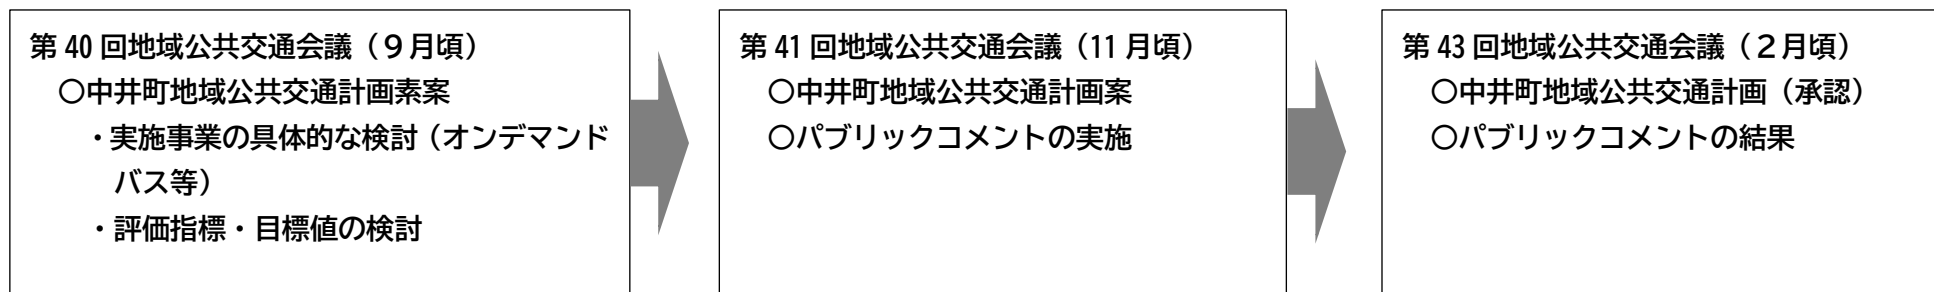 第 40 回地域公共交通会議（９月頃）
○中井町地域公共交通計画素案
・実施事業の具体的な検討（オンデマンド
バス等）
・評価指標・目標値の検討
第 41 回地域公共交通会議（11 月頃）
○中井町地域公共交通計画案
○パブリックコメントの実施
第 43 回地域公共交通会議（２月頃）
○中井町地域公共交通計画（承認）
○パブリックコメントの結果